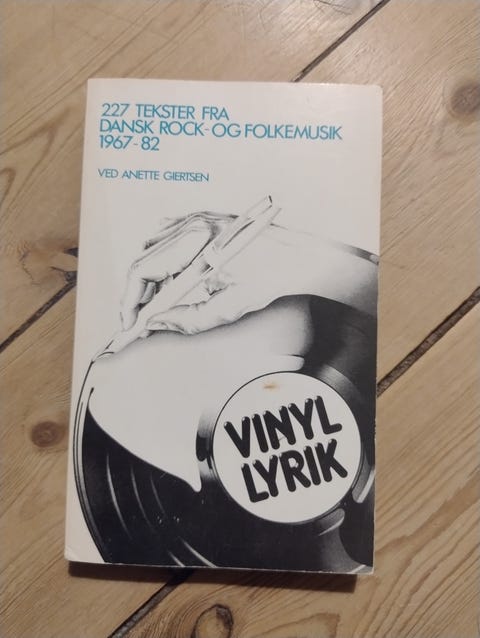 227 TEKSTER FRA
DANSK ROCK- OG FOLKEMUSIK
1967-82
VED ANETTE GIERTSEN
VINYL
LYRIK